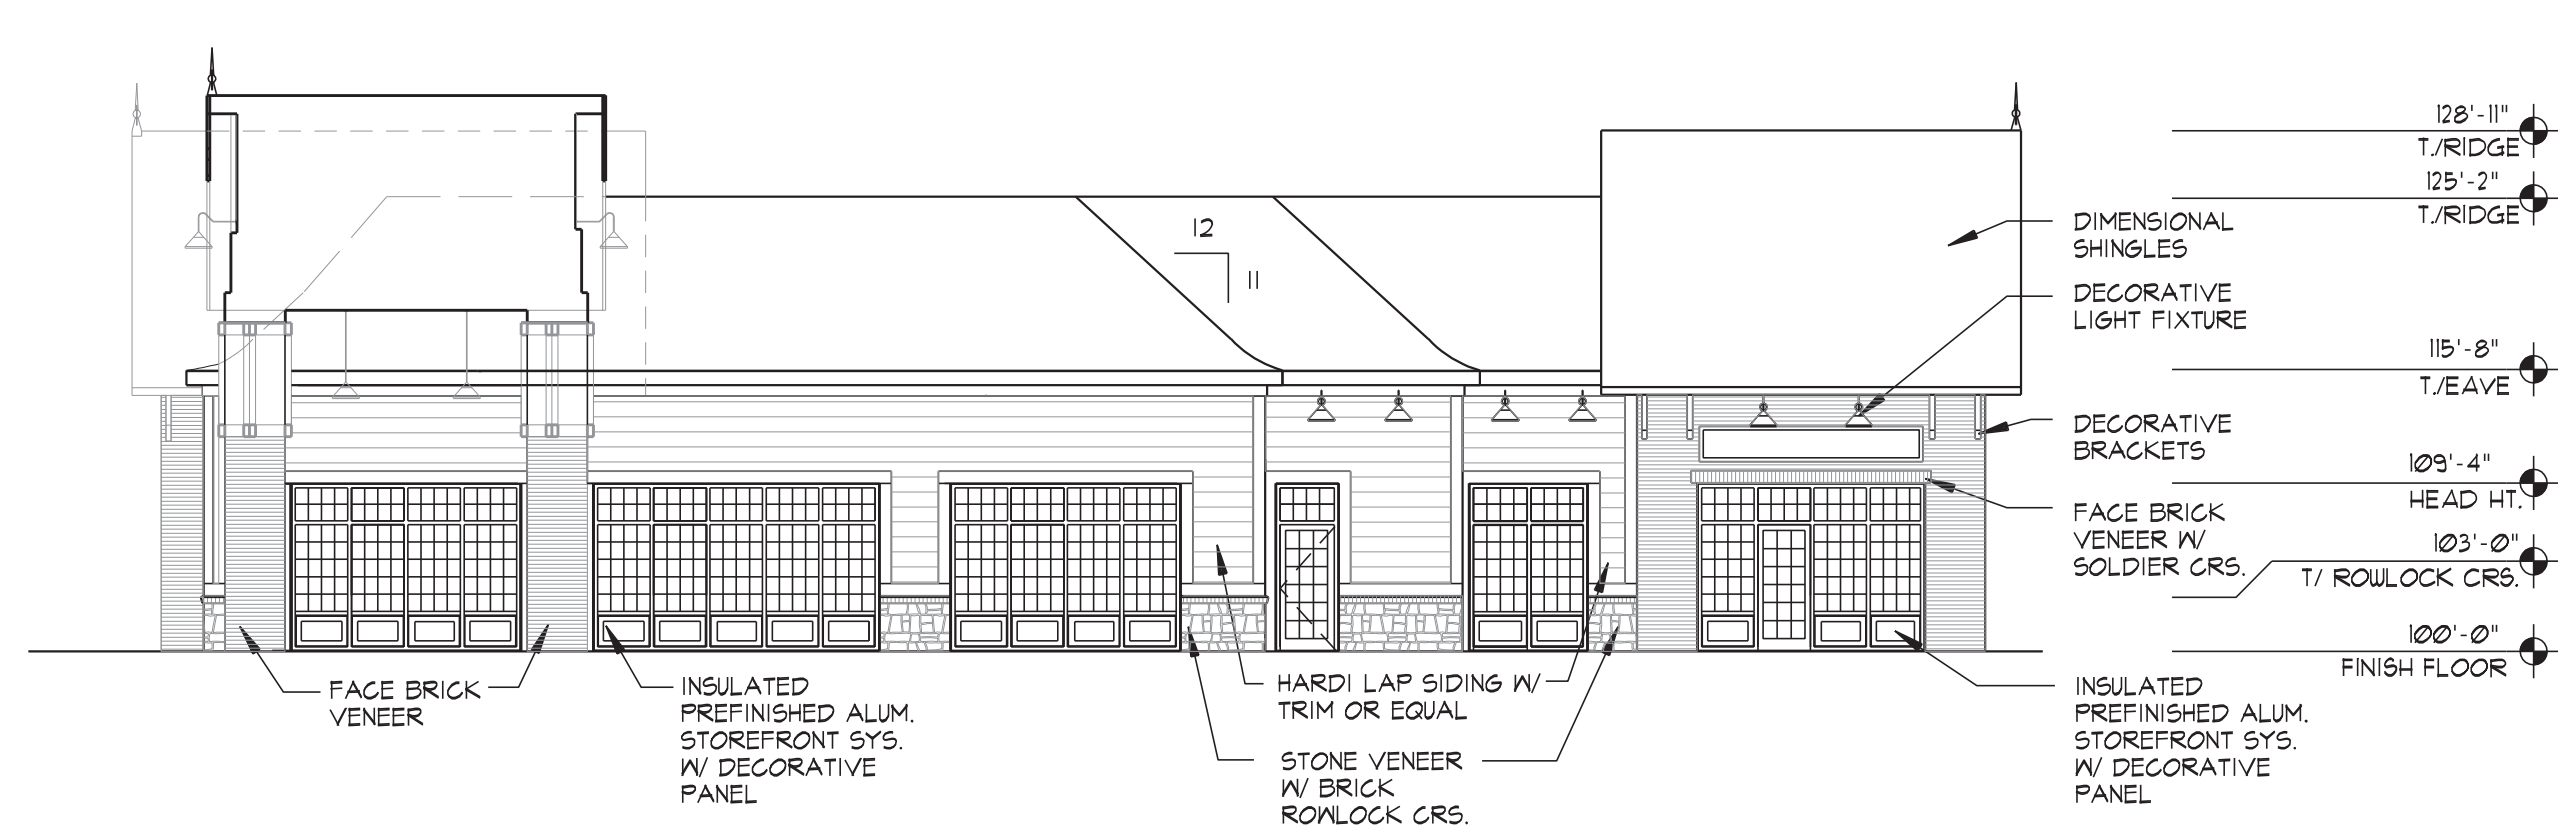 128'-11"
T./RIDGE
125'-2"
T./RIDGE
12
11
DIMENSIONAL
SHINGLES
DECORATIVE
LIGHT FIXTURE
115'-8"
T./EAVE
DECORATIVE
BRACKETS
109'-4"
HEAD HT.
FACE BRICK
VENEER W/
SOLDIER CRS.
103'-0"
T/ ROWLOCK CRS.
100'-0"
FINISH FLOOR
FACE BRICK
VENEER
INSULATED
PREFINISHED ALUM.
STOREFRONT SYS.
W/ DECORATIVE
PANEL
HARDI LAP SIDING W/
TRIM OR EQUAL
STONE VENEER
W/ BRICK
ROWLOCK CRS.
INSULATED
PREFINISHED ALUM.
STOREFRONT SYS.
W/ DECORATIVE
PANEL